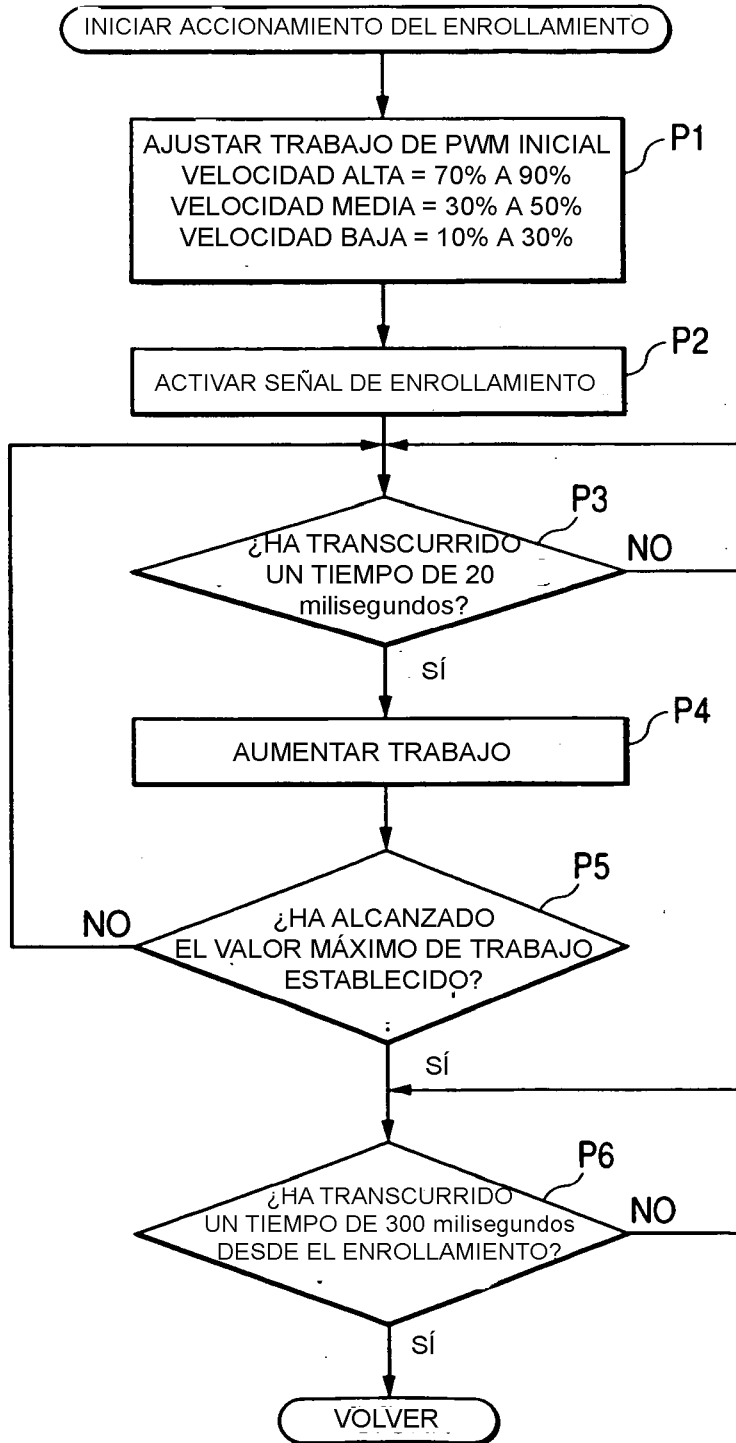 INICIAR ACCIONAMIENTO DEL ENROLLAMIENTO
AJUSTAR TRABAJO DE PWM INICIAL
VELOCIDAD ALTA = 70% A 90%
VELOCIDAD MEDIA = 30% A 50%
VELOCIDAD BAJA = 10% A 30%
P1
ACTIVAR SEÑAL DE ENROLLAMIENTO
P2
¿HA TRANSCURRIDO
UN TIEMPO DE 20
milisegundos?
P3
NO
SÍ
AUMENTAR TRABAJO
P4
¿HA ALCANZADO
EL VALOR MÁXIMO DE TRABAJO
ESTABLECIDO?
P5
NO
SÍ
¿HA TRANSCURRIDO
UN TIEMPO DE 300 milisegundos
DESDE EL ENROLLAMIENTO?
P6
NO
SÍ
VOLVER